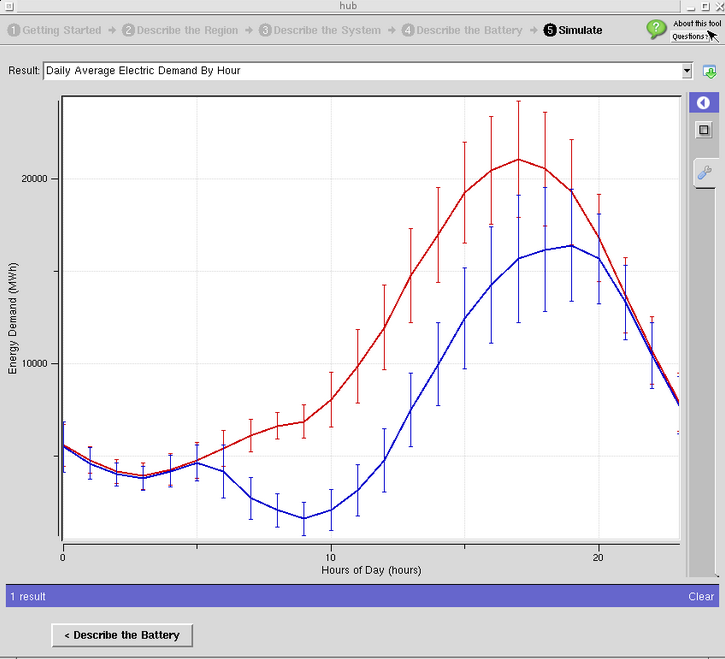 hub
1 Getting Started → 2 Describe the Region → 3 Describe the System → 4 Describe the Battery → 5 Simulate
? About this tool
Questions?
Result: Daily Average Electric Demand By Hour
Energy Demand (MWh)
20000
10000
0 10 20
Hours of Day (hours)
1 result Clear
< Describe the Battery